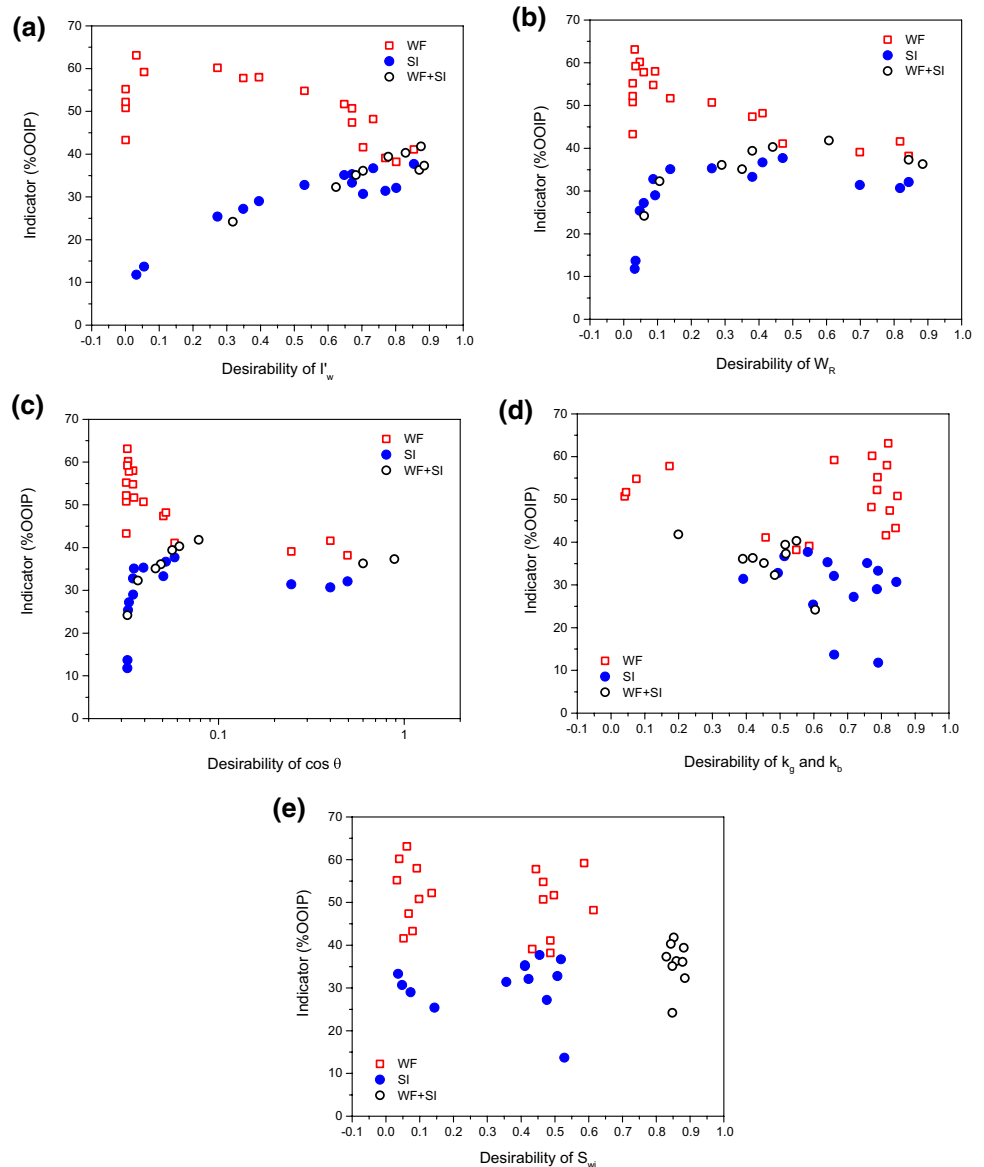 (a)
70
60
50
40
30
20
10
0
Indicator (%OOIP)
WF
SI
WF+SI
-0.1 0.0 0.1 0.2 0.3 0.4 0.5 0.6 0.7 0.8 0.9 1.0
Desirability of I'w
(b)
70
60
50
40
30
20
10
0
Indicator (%OOIP)
WF
SI
WF+SI
-0.1 0.0 0.1 0.2 0.3 0.4 0.5 0.6 0.7 0.8 0.9 1.0
Desirability of WR
(c)
70
60
50
40
30
20
10
0
Indicator (%OOIP)
WF
SI
WF+SI
0.1 1
Desirability of cos θ
(d)
70
60
50
40
30
20
10
0
Indicator (%OOIP)
WF
SI
WF+SI
-0.1 0.0 0.1 0.2 0.3 0.4 0.5 0.6 0.7 0.8 0.9 1.0
Desirability of kg and kb
(e)
70
60
50
40
30
20
10
0
Indicator (%OOIP)
WF
SI
WF+SI
-0.1 0.0 0.1 0.2 0.3 0.4 0.5 0.6 0.7 0.8 0.9 1.0
Desirability of Swi